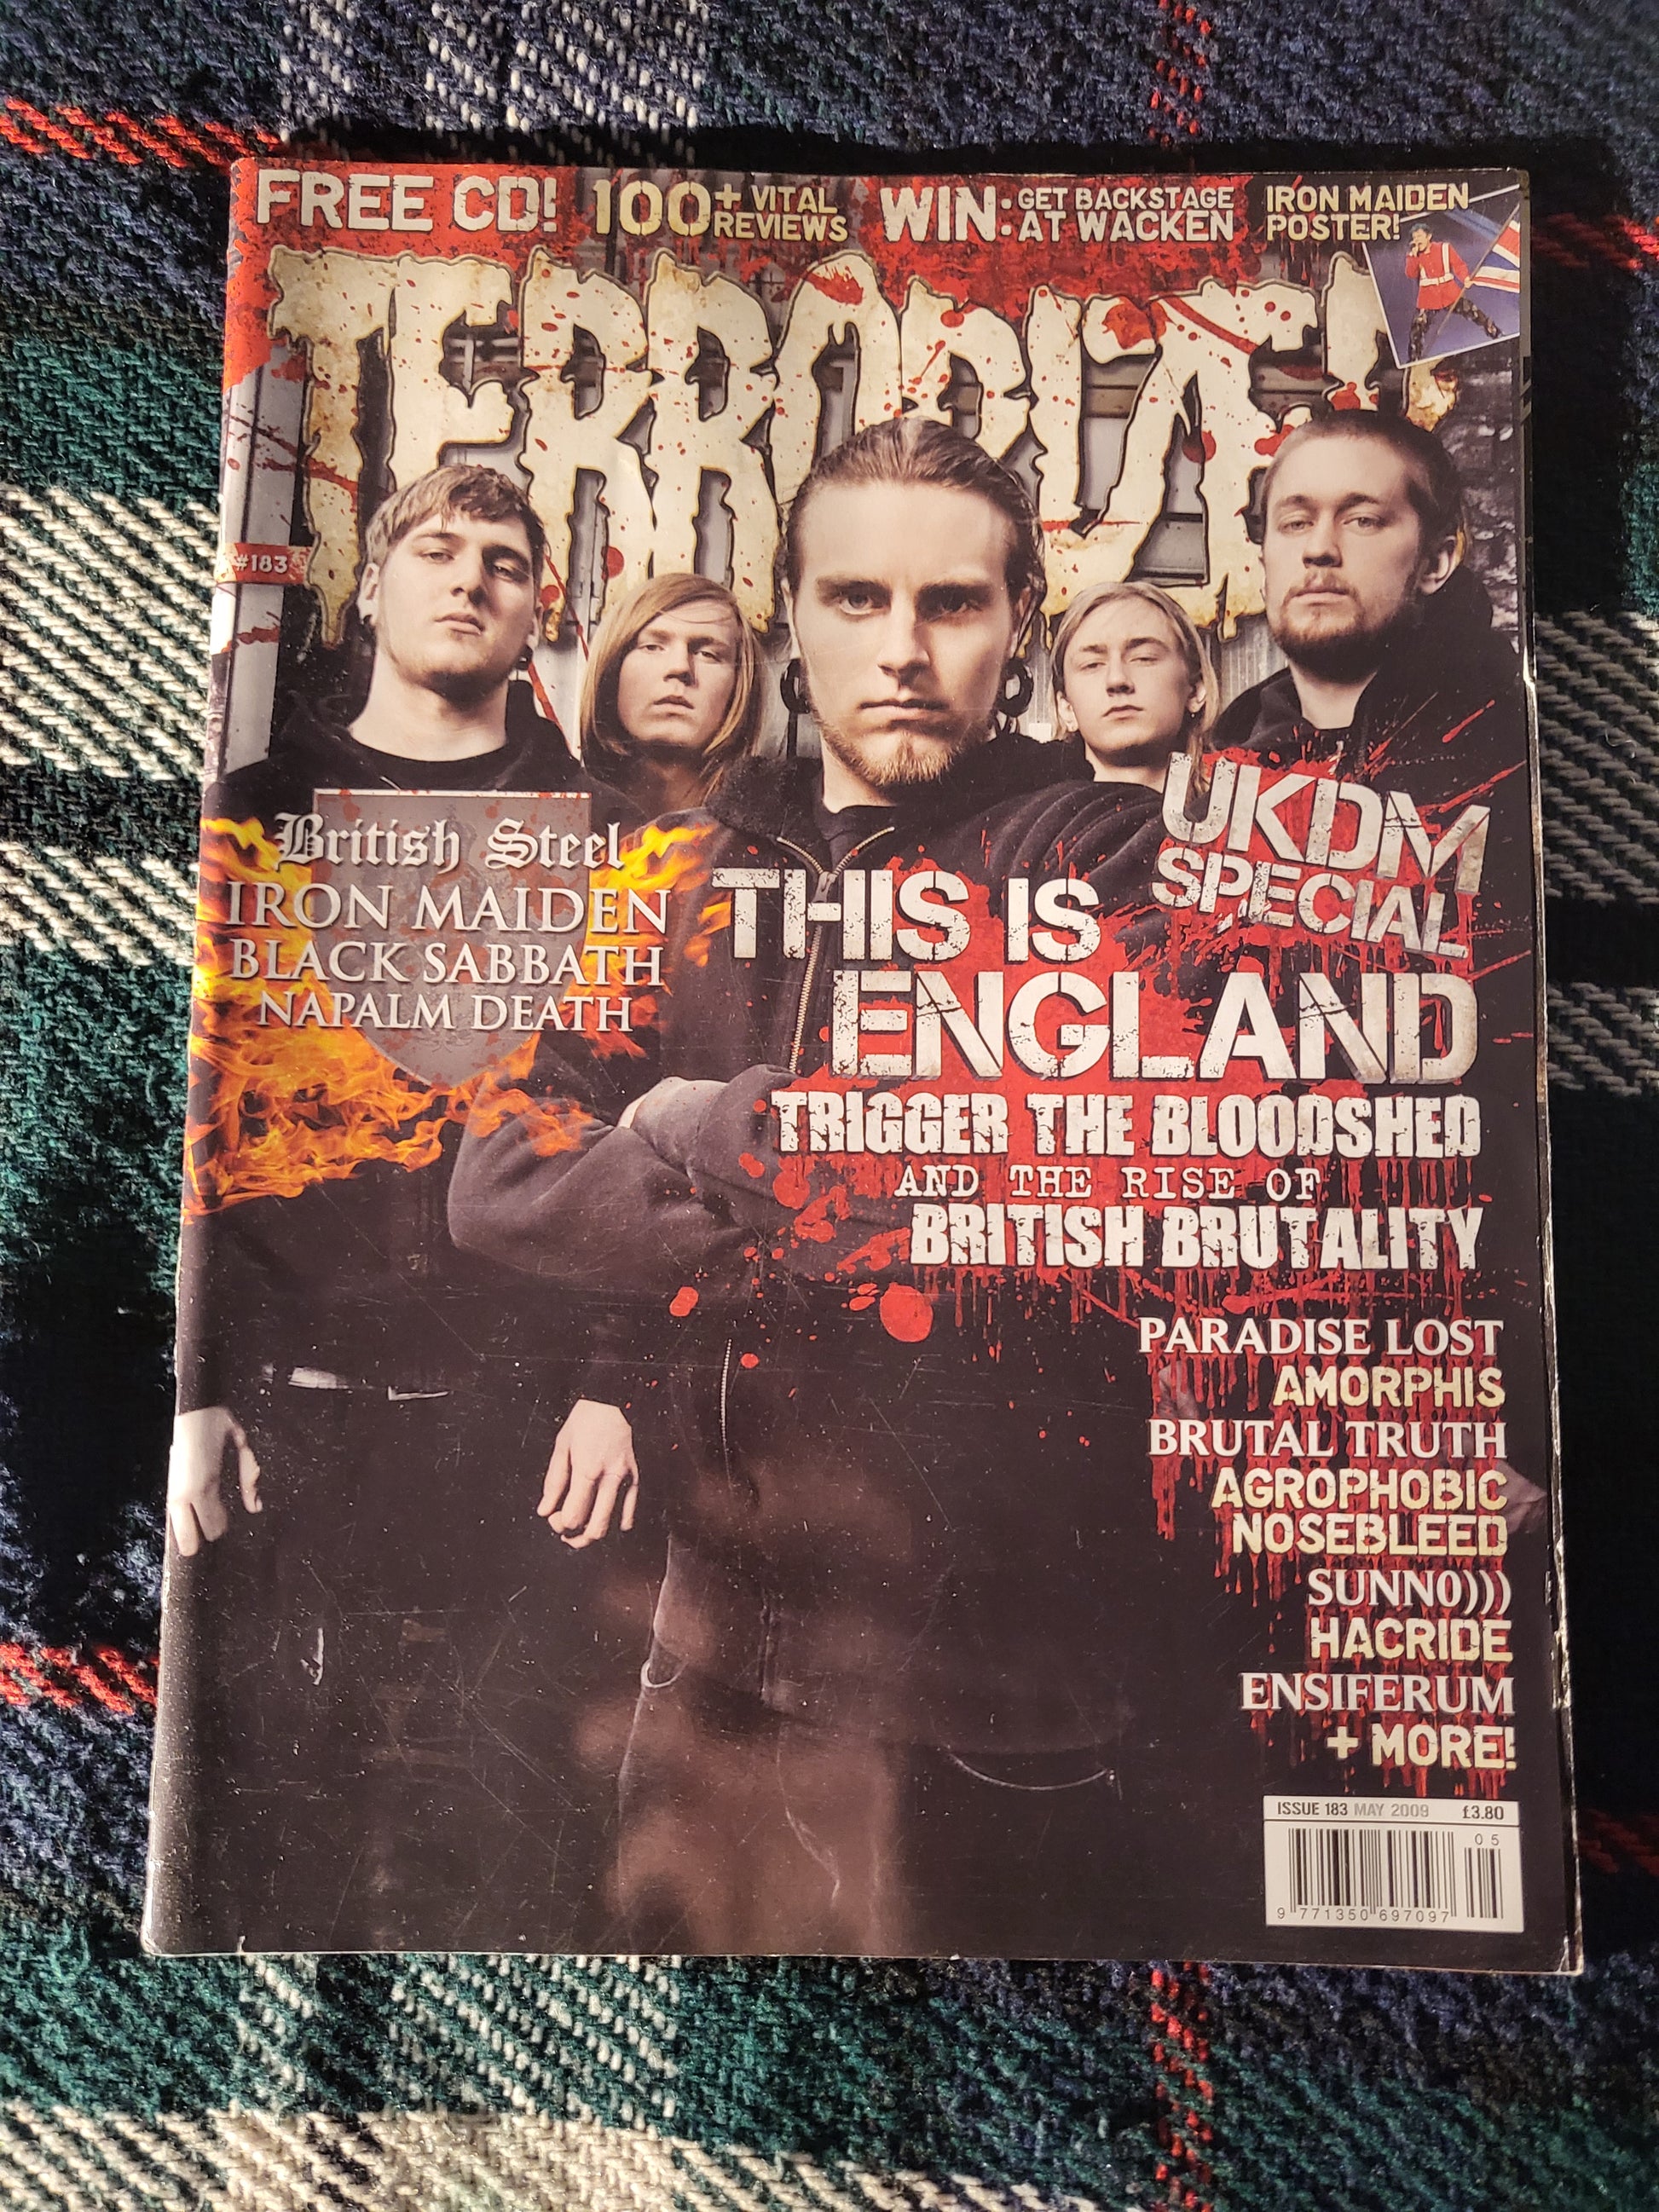 FREE CD! 100+ VITAL REVIEWS WIN: GET BACKSTAGE AT WACKEN IRON MAIDEN POSTER!
TERRORIZER
#183
British Steel
IRON MAIDEN
BLACK SABBATH
NAPALM DEATH
UKDM
SPECIAL
THIS IS
ENGLAND
TRIGGER THE BLOODSHED
AND THE RISE OF
BRITISH BRUTALITY
PARADISE LOST
AMORPHIS
BRUTAL TRUTH
AGROPHOBIC
NOSEBLEED
SUNN0)))
HACRIDE
ENSIFERUM
+ MORE!
ISSUE 183 MAY 2009 £3.80
05
9 771350 697097